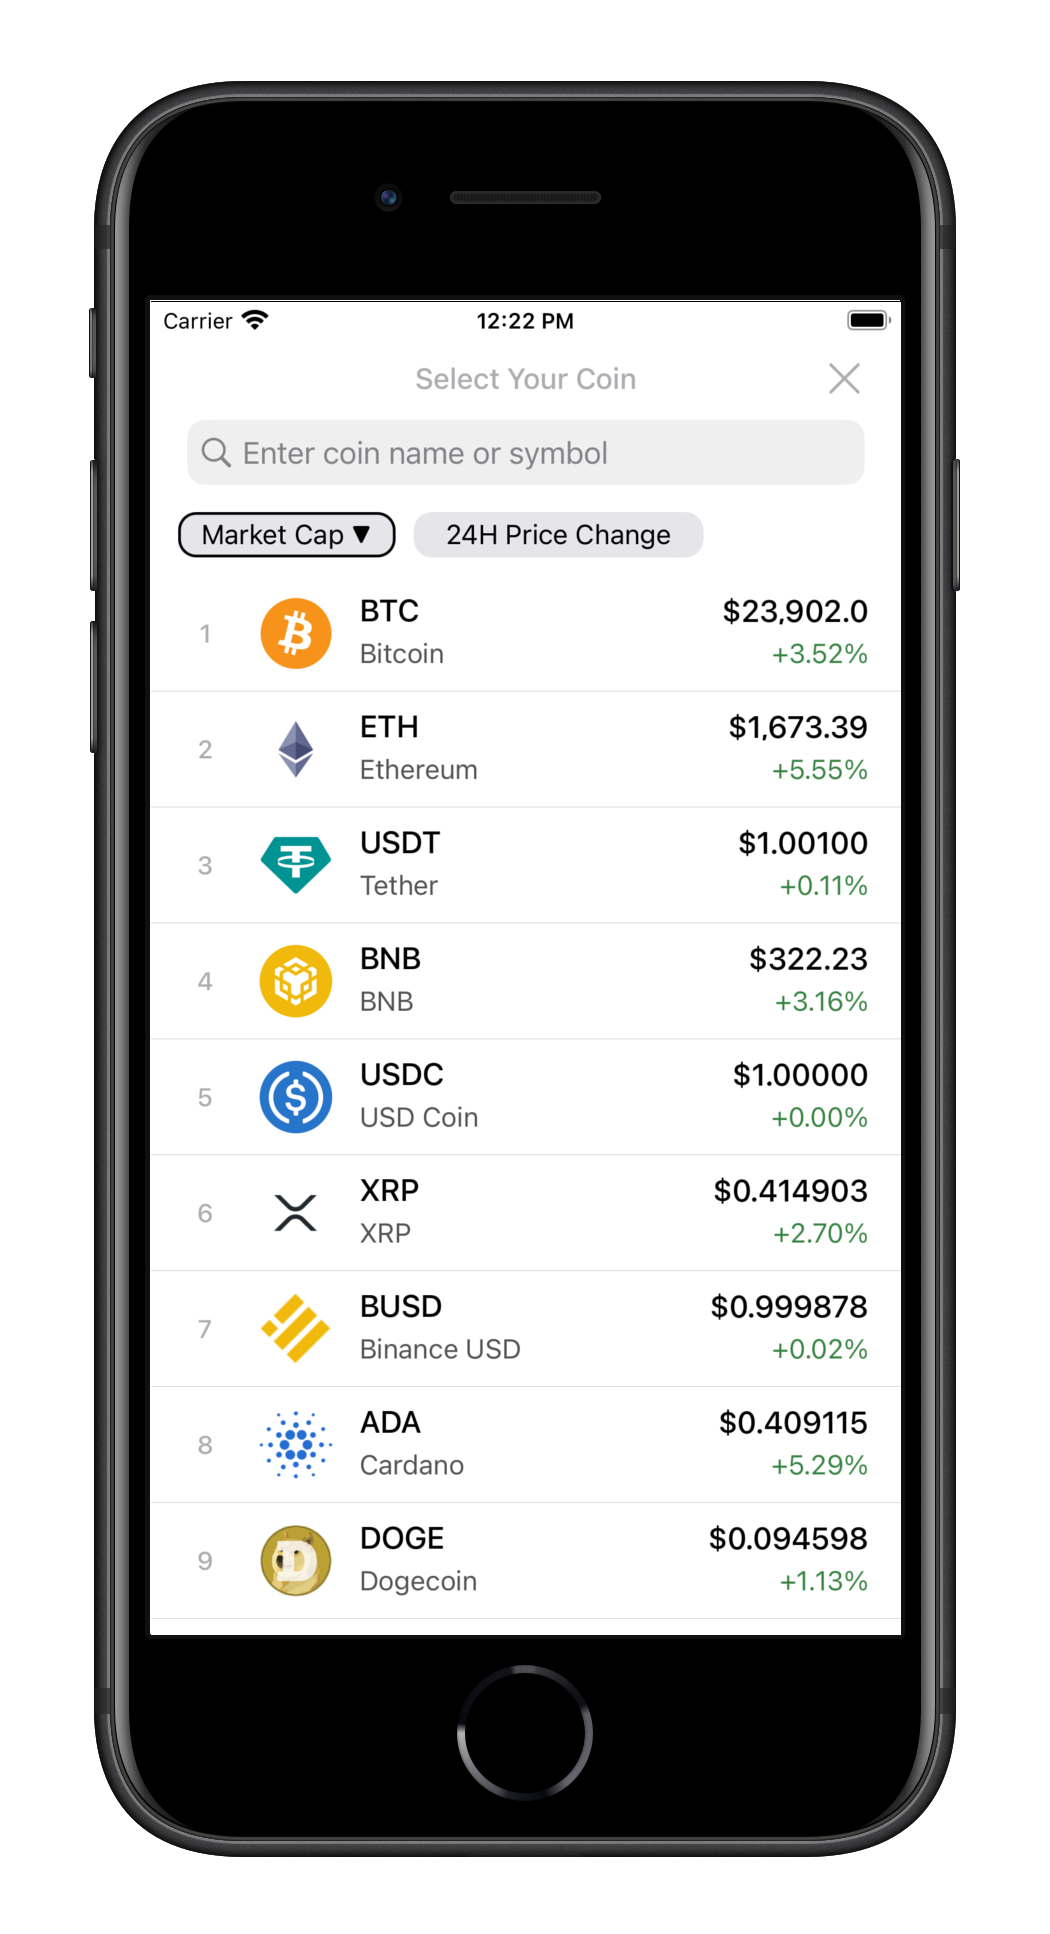 Carrier 12:22 PM
Select Your Coin
Enter coin name or symbol
Market Cap ▼ 24H Price Change
1 BTC $23,902.0
Bitcoin +3.52%
2 ETH $1,673.39
Ethereum +5.55%
3 USDT $1.00100
Tether +0.11%
4 BNB $322.23
BNB +3.16%
5 USDC $1.00000
USD Coin +0.00%
6 XRP $0.414903
XRP +2.70%
7 BUSD $0.999878
Binance USD +0.02%
8 ADA $0.409115
Cardano +5.29%
9 DOGE $0.094598
Dogecoin +1.13%